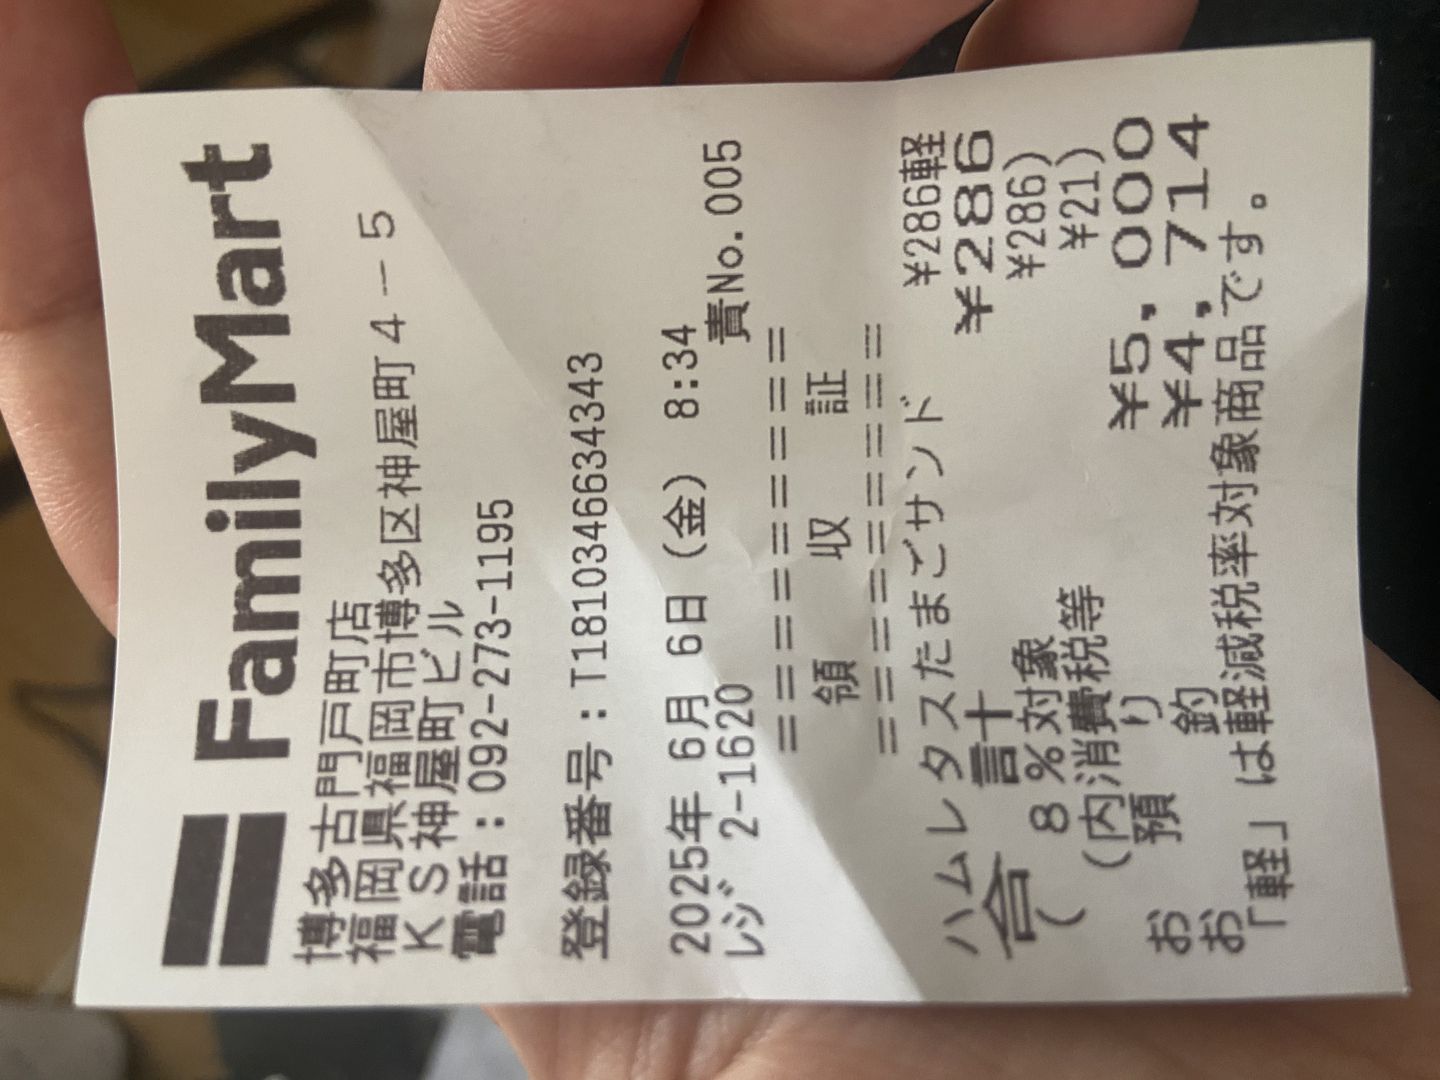 FamilyMart
博多古門戸町店
福岡県福岡市博多区神屋町4-5
KS神屋町ビル
電話:092-273-1195
登録番号:T1810346634343
2025年 6月 6日(金) 8:34
レジ 2-1620 責No.005
====================
領 収 証
====================
ハムレタスたまごサンド ¥286軽
合 計 ¥286
( 8%対象 ¥286)
(内消費税等 ¥21)
お 預 り ¥5,000
お 釣 ¥4,714
「軽」は軽減税率対象商品です。